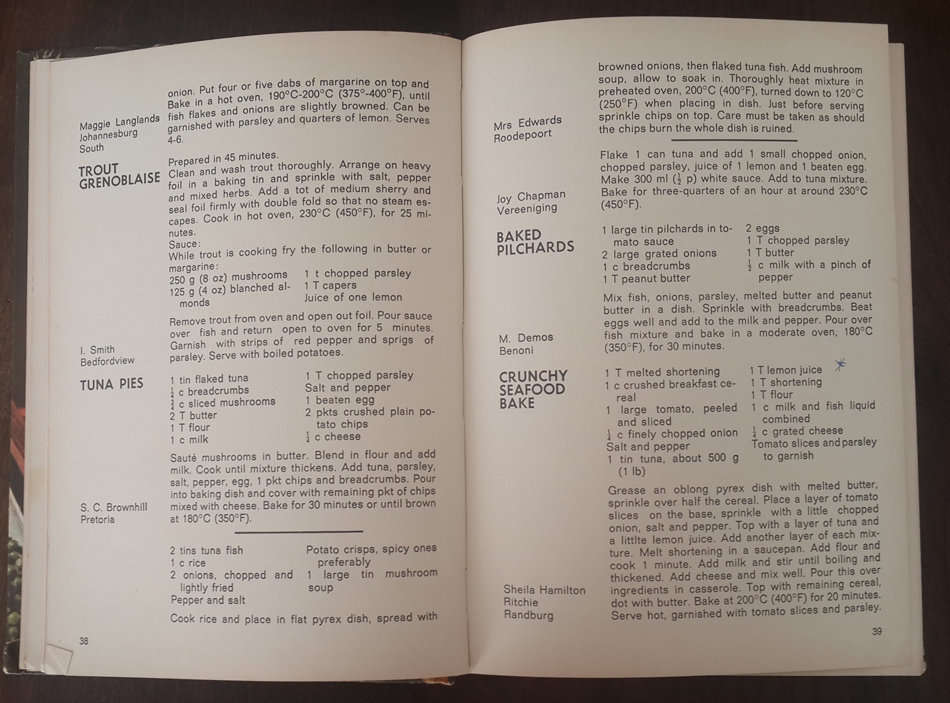 onion. Put four or five dabs of margarine on top and
Bake in a hot oven, 190°C-200°C (375°-400°F), until
fish flakes and onions are slightly browned. Can be
garnished with parsley and quarters of lemon. Serves
4-6.
Maggie Langlands
Johannesburg
South
TROUT
GRENOBLAISE
Prepared in 45 minutes.
Clean and wash trout thoroughly. Arrange on heavy
foil in a baking tin and sprinkle with salt, pepper
and mixed herbs. Add a tot of medium sherry and
seal foil firmly with double fold so that no steam es-
capes. Cook in hot oven, 230°C (450°F), for 25 mi-
nutes.
Sauce:
While trout is cooking fry the following in butter or
margarine:
250 g (8 oz) mushrooms
125 g (4 oz) blanched al-
monds
1 t chopped parsley
1 T capers
Juice of one lemon
Remove trout from oven and open out foil. Pour sauce
over fish and return open to oven for 5 minutes.
Garnish with strips of red pepper and sprigs of
parsley. Serve with boiled potatoes.
I. Smith
Bedfordview
TUNA PIES
1 tin flaked tuna
½ c breadcrumbs
¾ c sliced mushrooms
2 T butter
1 T flour
1 c milk
1 T chopped parsley
Salt and pepper
1 beaten egg
2 pkts crushed plain po-
tato chips
¼ c cheese
Sauté mushrooms in butter. Blend in flour and add
milk. Cook until mixture thickens. Add tuna, parsley,
salt, pepper, egg, 1 pkt chips and breadcrumbs. Pour
into baking dish and cover with remaining pkt of chips
mixed with cheese. Bake for 30 minutes or until brown
at 180°C (350°F).
S. C. Brownhill
Pretoria
2 tins tuna fish
1 c rice
2 onions, chopped and
lightly fried
Pepper and salt
Potato crisps, spicy ones
preferably
1 large tin mushroom
soup
Cook rice and place in flat pyrex dish, spread with
38
browned onions, then flaked tuna fish. Add mushroom
soup, allow to soak in. Thoroughly heat mixture in
preheated oven, 200°C (400°F), turned down to 120°C
(250°F) when placing in dish. Just before serving
sprinkle chips on top. Care must be taken as should
the chips burn the whole dish is ruined.
Mrs Edwards
Roodepoort
Flake 1 can tuna and add 1 small chopped onion,
chopped parsley, juice of 1 lemon and 1 beaten egg.
Make 300 ml (½ p) white sauce. Add to tuna mixture.
Bake for three-quarters of an hour at around 230°C
(450°F).
Joy Chapman
Vereeniging
BAKED
PILCHARDS
1 large tin pilchards in to-
mato sauce
2 large grated onions
1 c breadcrumbs
1 T peanut butter
2 eggs
1 T chopped parsley
1 T butter
½ c milk with a pinch of
pepper
Mix fish, onions, parsley, melted butter and peanut
butter in a dish. Sprinkle with breadcrumbs. Beat
eggs well and add to the milk and pepper. Pour over
fish mixture and bake in a moderate oven, 180°C
(350°F), for 30 minutes.
M. Demos
Benoni
CRUNCHY
SEAFOOD
BAKE
1 T melted shortening
1 c crushed breakfast ce-
real
1 large tomato, peeled
and sliced
¼ c finely chopped onion
Salt and pepper
1 tin tuna, about 500 g
(1 lb)
1 T lemon juice
1 T shortening
1 T flour
1 c milk and fish liquid
combined
½ c grated cheese
Tomato slices and parsley
to garnish
Grease an oblong pyrex dish with melted butter,
sprinkle over half the cereal. Place a layer of tomato
slices on the base, sprinkle with a little chopped
onion, salt and pepper. Top with a layer of tuna and
a littlte lemon juice. Add another layer of each mix-
ture. Melt shortening in a saucepan. Add flour and
cook 1 minute. Add milk and stir until boiling and
thickened. Add cheese and mix well. Pour this over
ingredients in casserole. Top with remaining cereal,
dot with butter. Bake at 200°C (400°F) for 20 minutes.
Serve hot, garnished with tomato slices and parsley.
Sheila Hamilton
Ritchie
Randburg
39